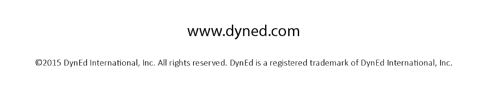 www.dyned.com
©2015 DynEd International, Inc. All rights reserved. DynEd is a registered trademark of DynEd International, Inc.